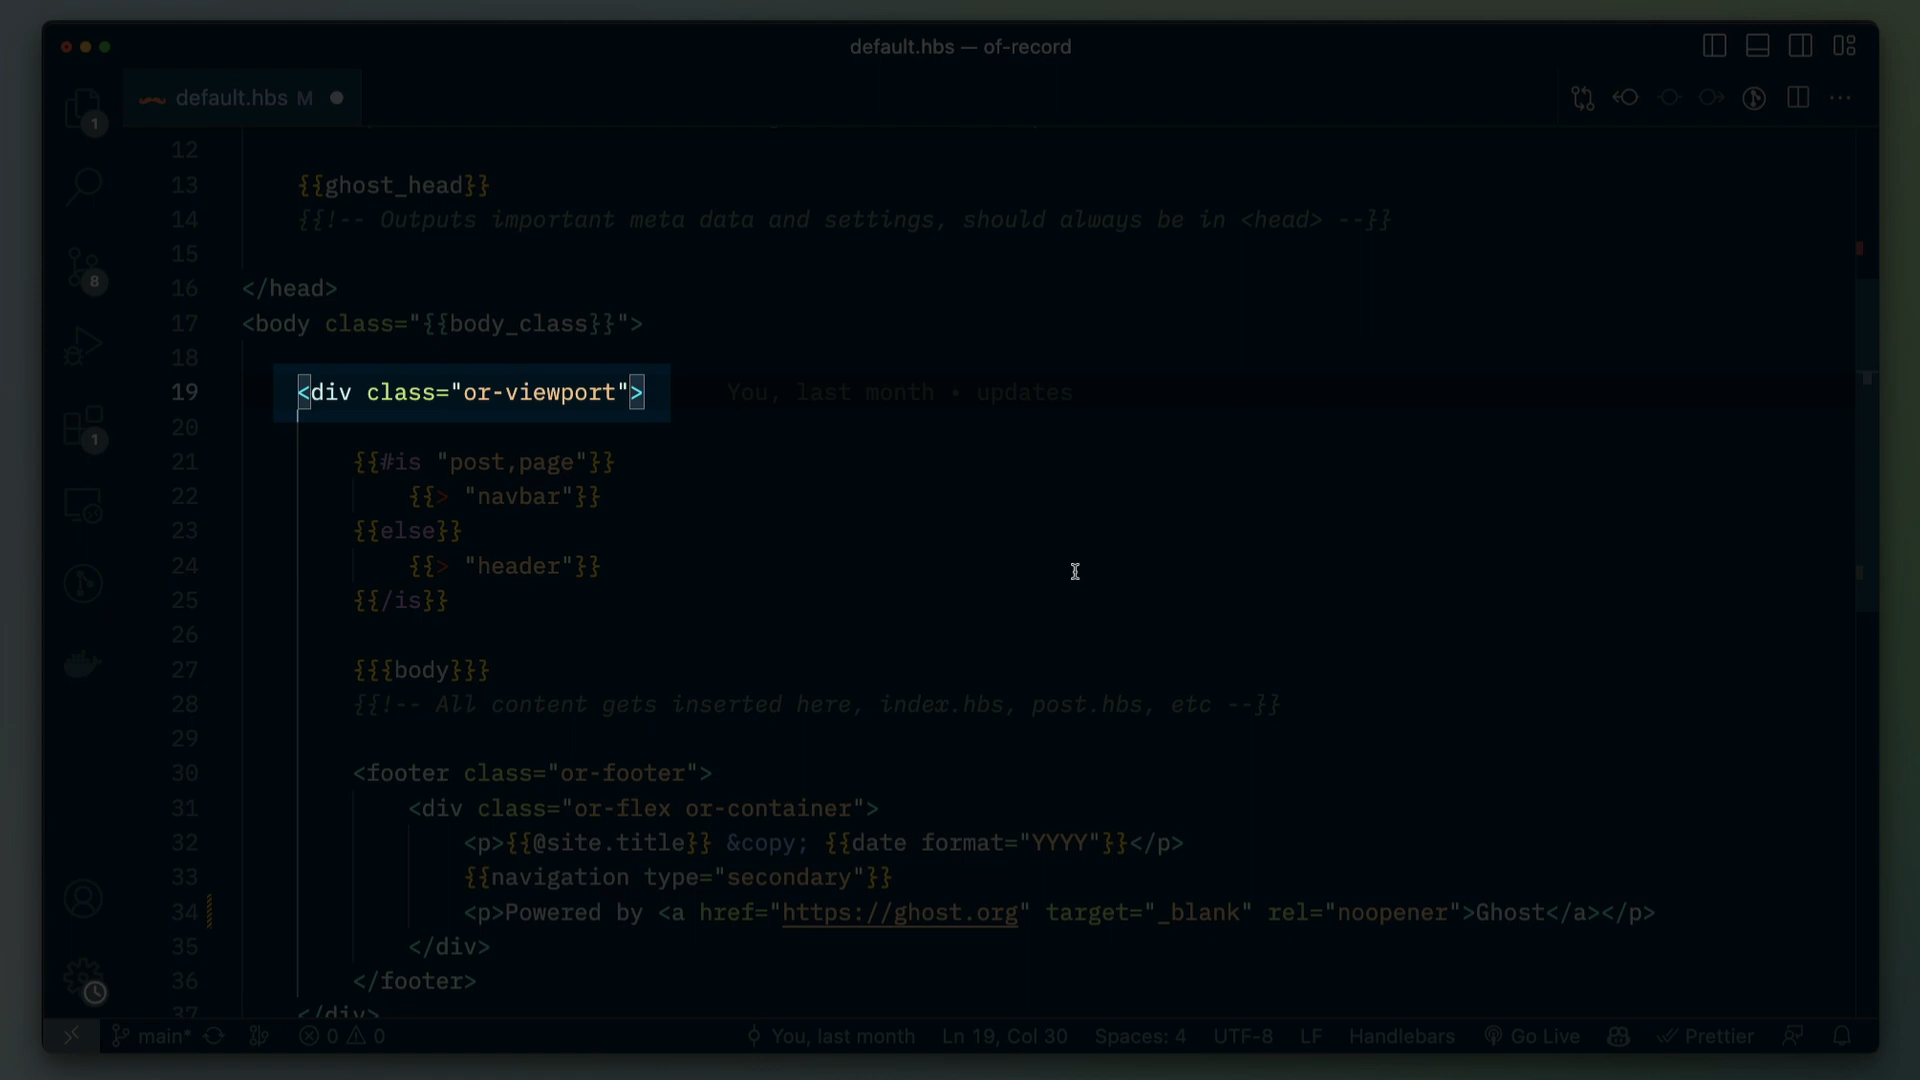 default.hbs — of-record
default.hbs M
1
8
1
12
13 {{ghost_head}}
14 {{!-- Outputs important meta data and settings, should always be in <head> --}}
15
16 </head>
17 <body class="{{body_class}}">
18
19 <div class="or-viewport"> You, last month • updates
20
21 {{#is "post,page"}}
22 {{> "navbar"}}
23 {{else}}
24 {{> "header"}}
25 {{/is}}
26
27 {{{body}}}
28 {{!-- All content gets inserted here, index.hbs, post.hbs, etc --}}
29
30 <footer class="or-footer">
31 <div class="or-flex or-container">
32 <p>{{@site.title}} &copy; {{date format="YYYY"}}</p>
33 {{navigation type="secondary"}}
34 <p>Powered by <a href="https://ghost.org" target="_blank" rel="noopener">Ghost</a></p>
35 </div>
36 </footer>
37 </div>
main* 0 0 You, last month Ln 19, Col 30 Spaces: 4 UTF-8 LF Handlebars Go Live Prettier